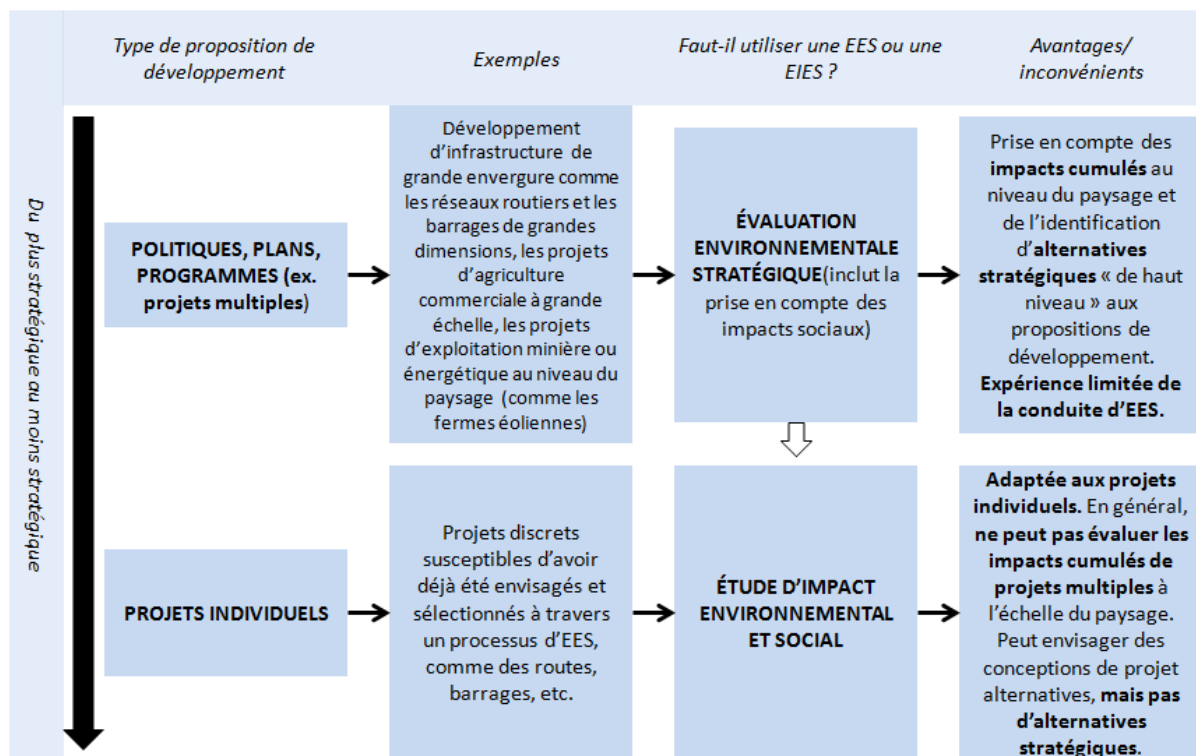 Type de proposition de
développement
Exemples
Faut-il utiliser une EES ou une
EIES ?
Avantages/
inconvénients
Du plus stratégique au moins stratégique
POLITIQUES, PLANS,
PROGRAMMES (ex.
projets multiples)
Développement
d'infrastructure de
grande envergure comme
les réseaux routiers et les
barrages de grandes
dimensions, les projets
d'agriculture
commerciale à grande
échelle, les projets
d'exploitation minière ou
énergétique au niveau du
paysage (comme les
fermes éoliennes)
ÉVALUATION
ENVIRONNEMENTALE
STRATÉGIQUE(inclut la
prise en compte des
impacts sociaux)
Prise en compte des
impacts cumulés au
niveau du paysage et
de l'identification
d'alternatives
stratégiques « de haut
niveau » aux
propositions de
développement.
Expérience limitée de
la conduite d'EES.
PROJETS INDIVIDUELS
Projets discrets
susceptibles d'avoir
déjà été envisagés et
sélectionnés à travers
un processus d'EES,
comme des routes,
barrages, etc.
ÉTUDE D'IMPACT
ENVIRONNEMENTAL
ET SOCIAL
Adaptée aux projets
individuels. En général,
ne peut pas évaluer les
impacts cumulés de
projets multiples à
l'échelle du paysage.
Peut envisager des
conceptions de projet
alternatives, mais pas
d'alternatives
stratégiques.